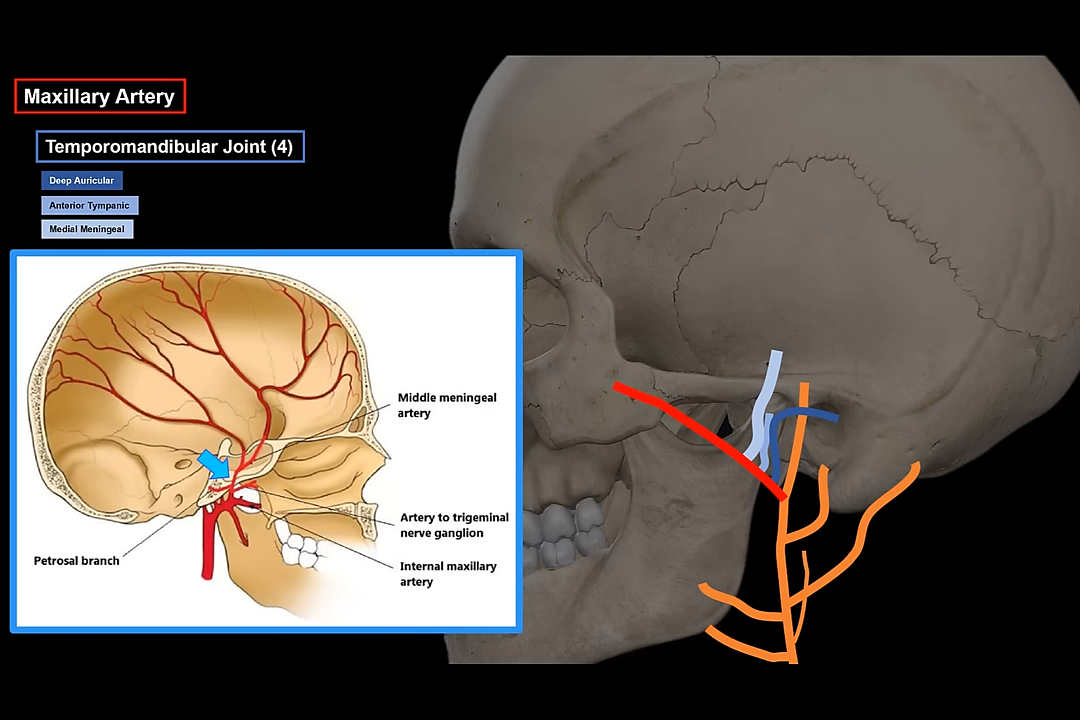 Maxillary Artery
Temporomandibular Joint (4)
Deep Auricular
Anterior Tympanic
Medial Meningeal
Middle meningeal
artery
Artery to trigeminal
nerve ganglion
Petrosal branch
Internal maxillary
artery